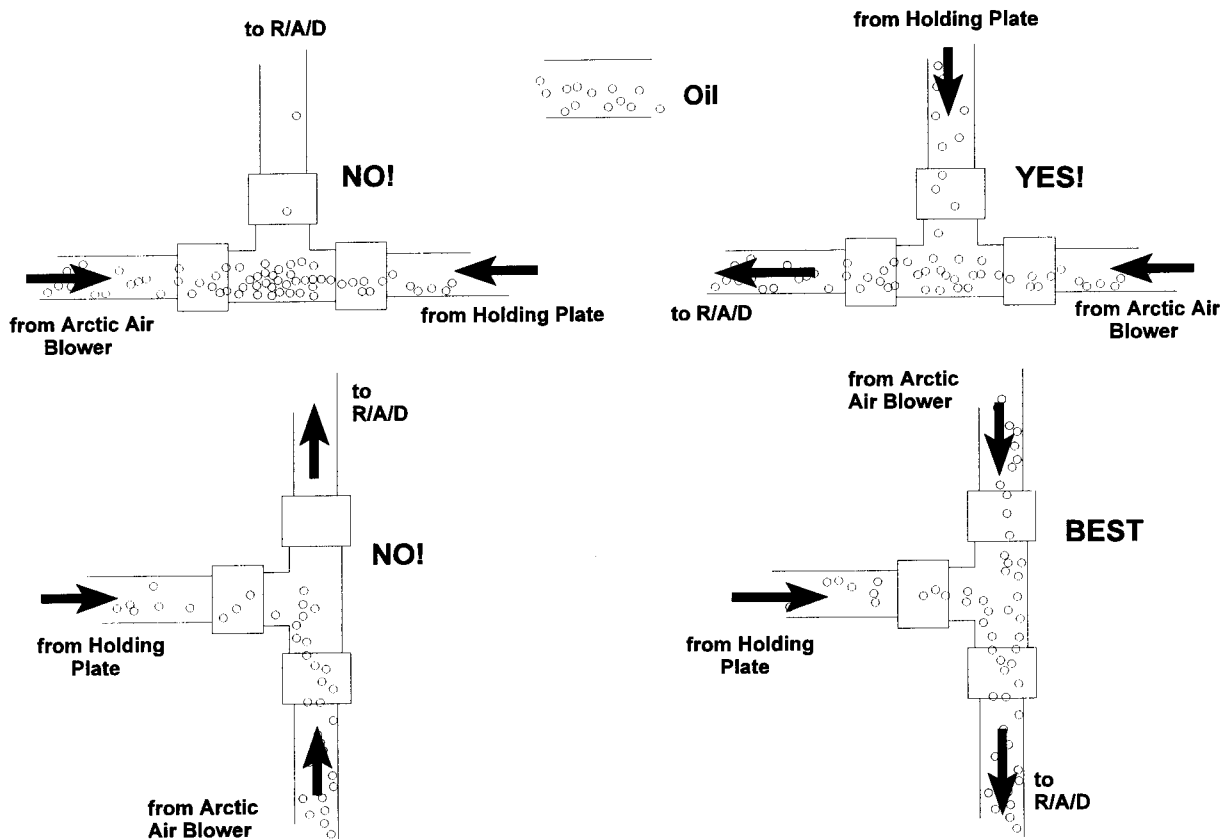 to R/A/D
NO!
from Arctic Air
Blower
from Holding Plate
Oil
from Holding Plate
YES!
to R/A/D
from Arctic Air
Blower
to
R/A/D
NO!
from Holding
Plate
from Arctic
Air Blower
from Arctic
Air Blower
BEST
from Holding
Plate
to
R/A/D